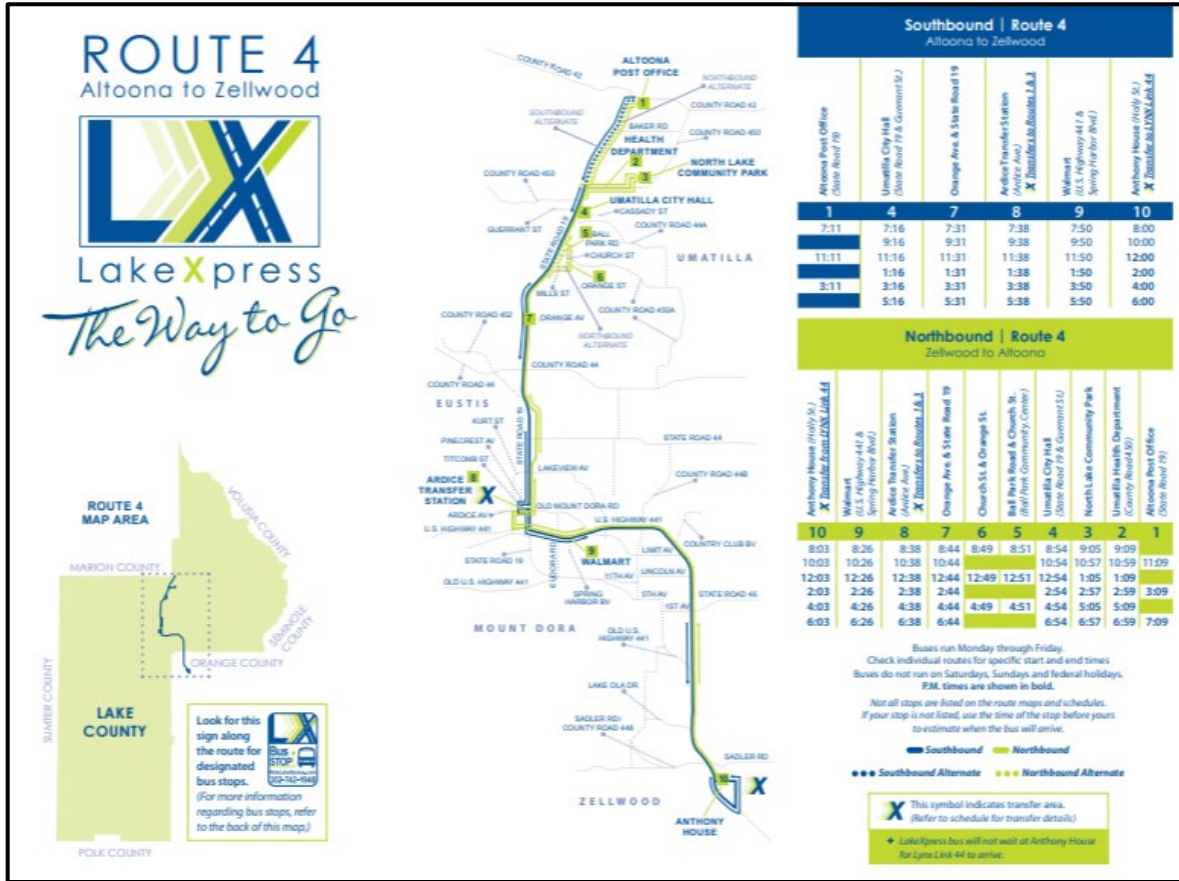 ROUTE 4
Altoona to Zellwood
LX
LakeXpress
The Way to Go
ROUTE 4
MAP AREA
MARION COUNTY
VOLUSIA COUNTY
SEMINOLE COUNTY
ORANGE COUNTY
SUMTER COUNTY
LAKE
COUNTY
POLK COUNTY
Look for this
sign along
the route for
designated
bus stops.
(For more information
regarding bus stops, refer
to the back of this map.)
Bus
STOP
COUNTY ROAD 42
ALTOONA
POST OFFICE
NORTHBOUND
ALTERNATE
1
COUNTY ROAD 42
SOUTHBOUND
ALTERNATE
BAKER RD
COUNTY ROAD 450
HEALTH
DEPARTMENT
2
NORTH LAKE
COMMUNITY PARK
3
COUNTY ROAD 450
UMATILLA CITY HALL
4
CASSADY ST
GUERRANT ST
STATE ROAD 19
5
BALL
PARK RD
COUNTY ROAD 44A
CHURCH ST
UMATILLA
6
MILLS ST
ORANGE ST
COUNTY ROAD 452
7
ORANGE AV
COUNTY ROAD 450A
NORTHBOUND
ALTERNATE
COUNTY ROAD 44
COUNTY ROAD 44
EUSTIS
KURT ST
STATE ROAD 19
PINECREST AV
STATE ROAD 44
TITCOMB ST
LAKEVIEW AV
COUNTY ROAD 44B
8
ARDICE
TRANSFER
STATION
X
OLD MOUNT DORA RD
ARDICE AV
U.S. HIGHWAY 441
U.S. HIGHWAY 441
COUNTRY CLUB BV
9
WALMART
LIMIT AV
STATE ROAD 19
LINCOLN AV
OLD U.S. HIGHWAY 441
11TH AV
SPRING
HARBOR BV
5TH AV
STATE ROAD 46
1ST AV
MOUNT DORA
OLD U.S.
HIGHWAY 441
LAKE OLA DR
SADLER RD/
COUNTY ROAD 448
SADLER RD
10
X
ZELLWOOD
ANTHONY
HOUSE
Southbound | Route 4
Altoona to Zellwood
Altoona Post Office
(State Road 19)
Umatilla City Hall
(State Road 19 & Guerrant St.)
Orange Ave. & State Road 19
Ardice Transfer Station
(Ardice Ave.)
X Transfer to Routes 1 & 3
Walmart
(U.S. Highway 441 &
Spring Harbor Blvd.)
Anthony House (Holly St.)
X Transfer to LYNX Link 44
1 4 7 8 9 10
7:11 7:16 7:31 7:38 7:50 8:00
9:16 9:31 9:38 9:50 10:00
11:11 11:16 11:31 11:38 11:50 12:00
1:16 1:31 1:38 1:50 2:00
3:11 3:16 3:31 3:38 3:50 4:00
5:16 5:31 5:38 5:50 6:00
Northbound | Route 4
Zellwood to Altoona
Anthony House (Holly St.)
X Transfer from LYNX Link 44
Walmart
(U.S. Highway 441 &
Spring Harbor Blvd.)
Ardice Transfer Station
(Ardice Ave.)
X Transfers to Routes 1 & 3
Orange Ave. & State Road 19
Church St. & Orange St.
Ball Park Road & Church St.
(Ball Park Community. Center)
Umatilla City Hall
(State Road 19 & Guerrant St.)
North Lake Community Park
Umatilla Health Department
(County Road 450)
Altoona Post Office
(State Road 19)
10 9 8 7 6 5 4 3 2 1
8:03 8:26 8:38 8:44 8:49 8:51 8:54 9:05 9:09
10:03 10:26 10:38 10:44 10:54 10:57 10:59 11:09
12:03 12:26 12:38 12:44 12:49 12:51 12:54 1:05 1:09
2:03 2:26 2:38 2:44 2:54 2:57 2:59 3:09
4:03 4:26 4:38 4:44 4:49 4:51 4:54 5:05 5:09
6:03 6:26 6:38 6:44 6:54 6:57 6:59 7:09
Buses run Monday through Friday.
Check individual routes for specific start and end times
Buses do not run on Saturdays, Sundays and federal holidays.
P.M. times are shown in bold.
Not all stops are listed on the route maps and schedules.
If your stop is not listed, use the time of the stop before yours
to estimate when the bus will arrive.
Southbound Northbound
Southbound Alternate Northbound Alternate
X This symbol indicates transfer area.
(Refer to schedule for transfer details)
+ LakeXpress bus will not wait at Anthony House
for Lynx Link 44 to arrive.